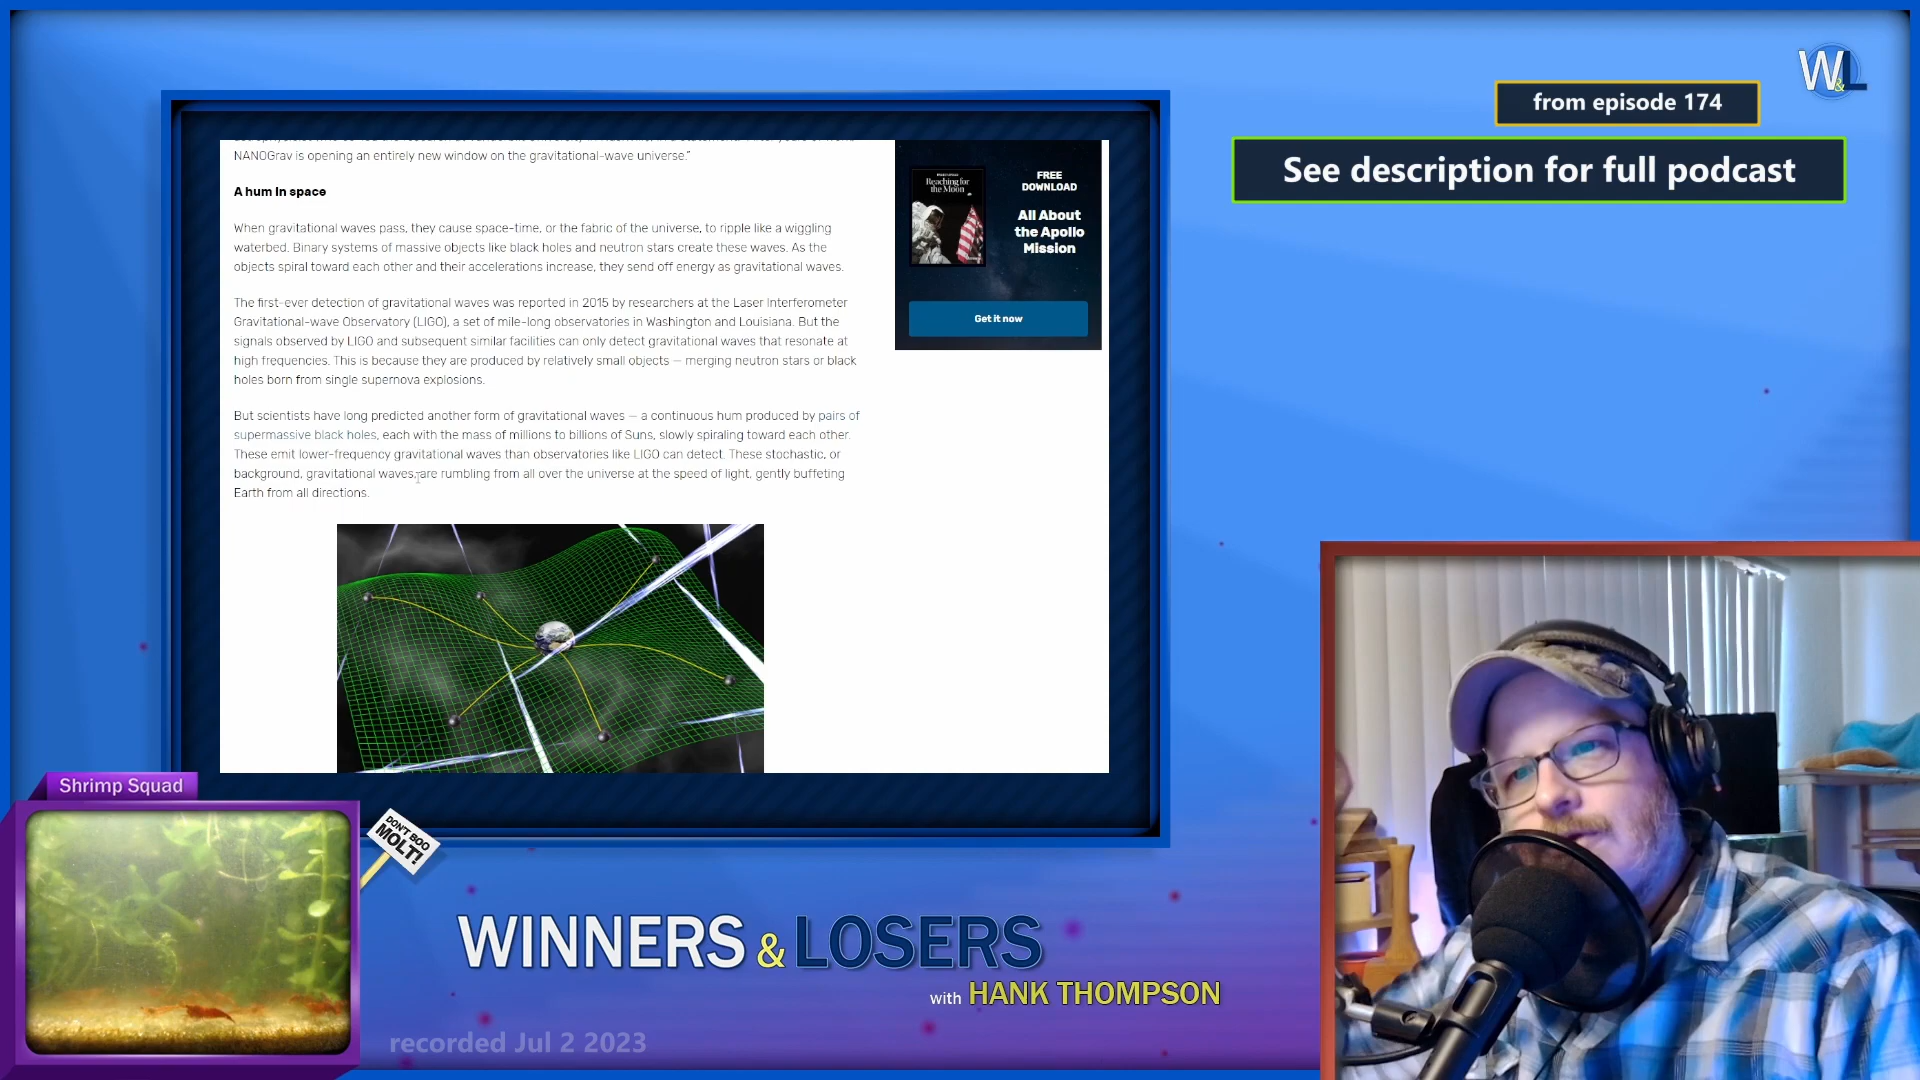 W&L
from episode 174
See description for full podcast
NANOGrav is opening an entirely new window on the gravitational-wave universe.”
A hum in space
When gravitational waves pass, they cause space-time, or the fabric of the universe, to ripple like a wiggling
waterbed. Binary systems of massive objects like black holes and neutron stars create these waves. As the
objects spiral toward each other and their accelerations increase, they send off energy as gravitational waves.
The first-ever detection of gravitational waves was reported in 2015 by researchers at the Laser Interferometer
Gravitational-wave Observatory (LIGO), a set of mile-long observatories in Washington and Louisiana. But the
signals observed by LIGO and subsequent similar facilities can only detect gravitational waves that resonate at
high frequencies. This is because they are produced by relatively small objects — merging neutron stars or black
holes born from single supernova explosions.
But scientists have long predicted another form of gravitational waves — a continuous hum produced by pairs of
supermassive black holes, each with the mass of millions to billions of Suns, slowly spiraling toward each other.
These emit lower-frequency gravitational waves than observatories like LIGO can detect. These stochastic, or
background, gravitational waves, are rumbling from all over the universe at the speed of light, gently buffeting
Earth from all directions.
Reaching for
the Moon
FREE
DOWNLOAD
All About
the Apollo
Mission
Get it now
Shrimp Squad
DON'T BOO
MOLT!
WINNERS & LOSERS
with HANK THOMPSON
recorded Jul 2 2023